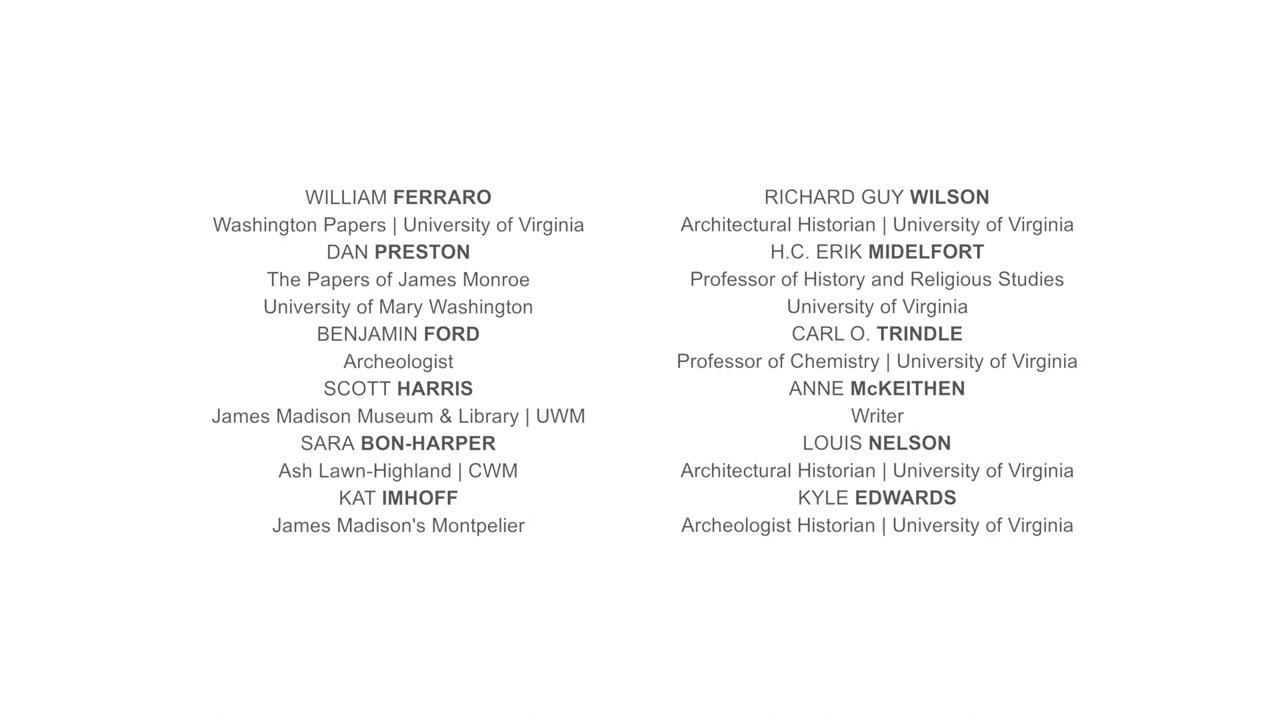 WILLIAM FERRARO
Washington Papers | University of Virginia
DAN PRESTON
The Papers of James Monroe
University of Mary Washington
BENJAMIN FORD
Archeologist
SCOTT HARRIS
James Madison Museum & Library | UWM
SARA BON-HARPER
Ash Lawn-Highland | CWM
KAT IMHOFF
James Madison's Montpelier
RICHARD GUY WILSON
Architectural Historian | University of Virginia
H.C. ERIK MIDELFORT
Professor of History and Religious Studies
University of Virginia
CARL O. TRINDLE
Professor of Chemistry | University of Virginia
ANNE McKEITHEN
Writer
LOUIS NELSON
Architectural Historian | University of Virginia
KYLE EDWARDS
Archeologist Historian | University of Virginia